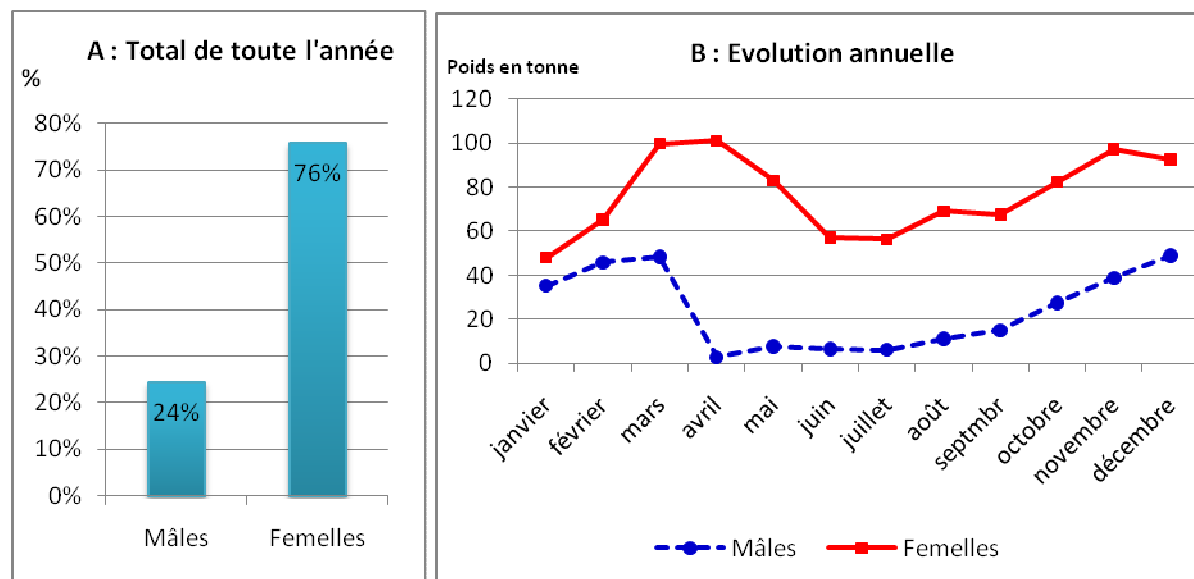 A : Total de toute l'année
%
80%
70%
60%
50%
40%
30%
20%
10%
0%
24%
76%
Mâles
Femelles
B : Evolution annuelle
Poids en tonne
120
100
80
60
40
20
0
janvier
février
mars
avril
mai
juin
juillet
août
septmbr
octobre
novembre
décembre
Mâles
Femelles